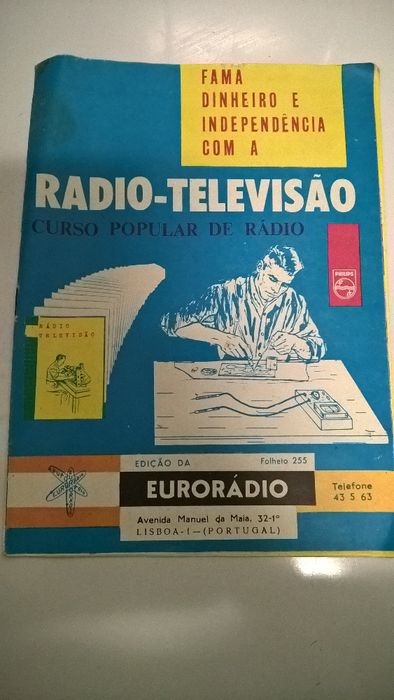 FAMA
DINHEIRO E
INDEPENDÊNCIA
COM A
RADIO-TELEVISÃO
CURSO POPULAR DE RÁDIO
PHILIPS
RÁDIO
TELEVISÃO
EDIÇÃO DA
Folheto 255
EURORÁDIO
Telefone
43 5 63
Avenida Manuel da Maia, 32-1º
LISBOA-1-(PORTUGAL)